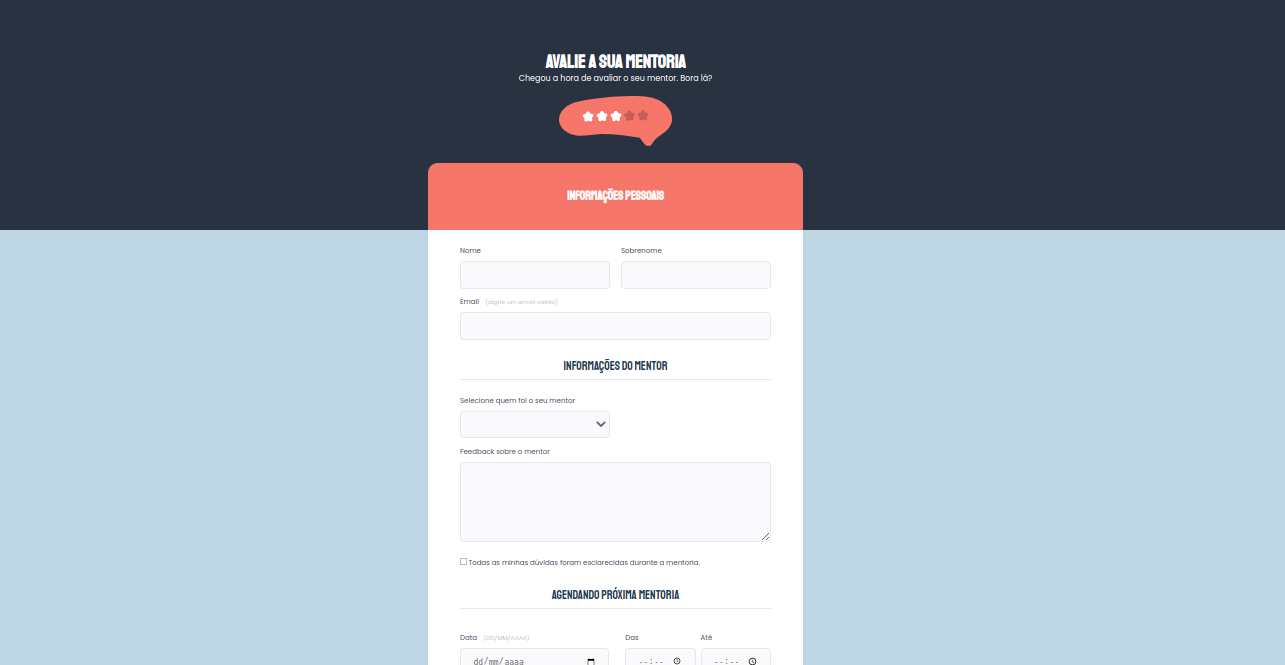 AVALIE A SUA MENTORIA
Chegou a hora de avaliar o seu mentor. Bora lá?
INFORMAÇÕES PESSOAIS
Nome Sobrenome
Email (digite um email válido)
INFORMAÇÕES DO MENTOR
Selecione quem foi o seu mentor
Feedback sobre o mentor
Todas as minhas dúvidas foram esclarecidas durante a mentoria.
AGENDANDO PRÓXIMA MENTORIA
Data (DD/MM/AAAA) Das Até
dd/mm/aaaa --:-- --:--